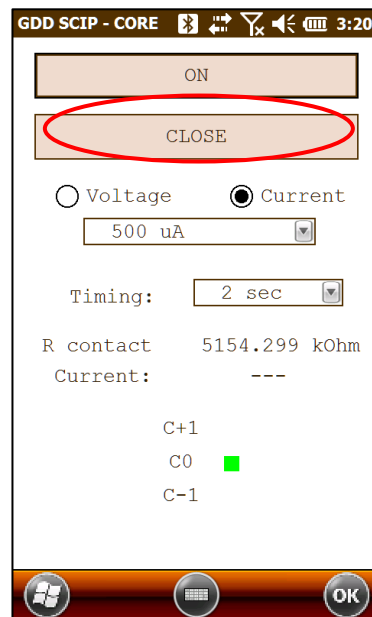 GDD SCIP - CORE 3:20
ON
CLOSE
Voltage Current
500 uA
Timing: 2 sec
R contact 5154.299 kOhm
Current: ---
C+1
C0
C-1
OK